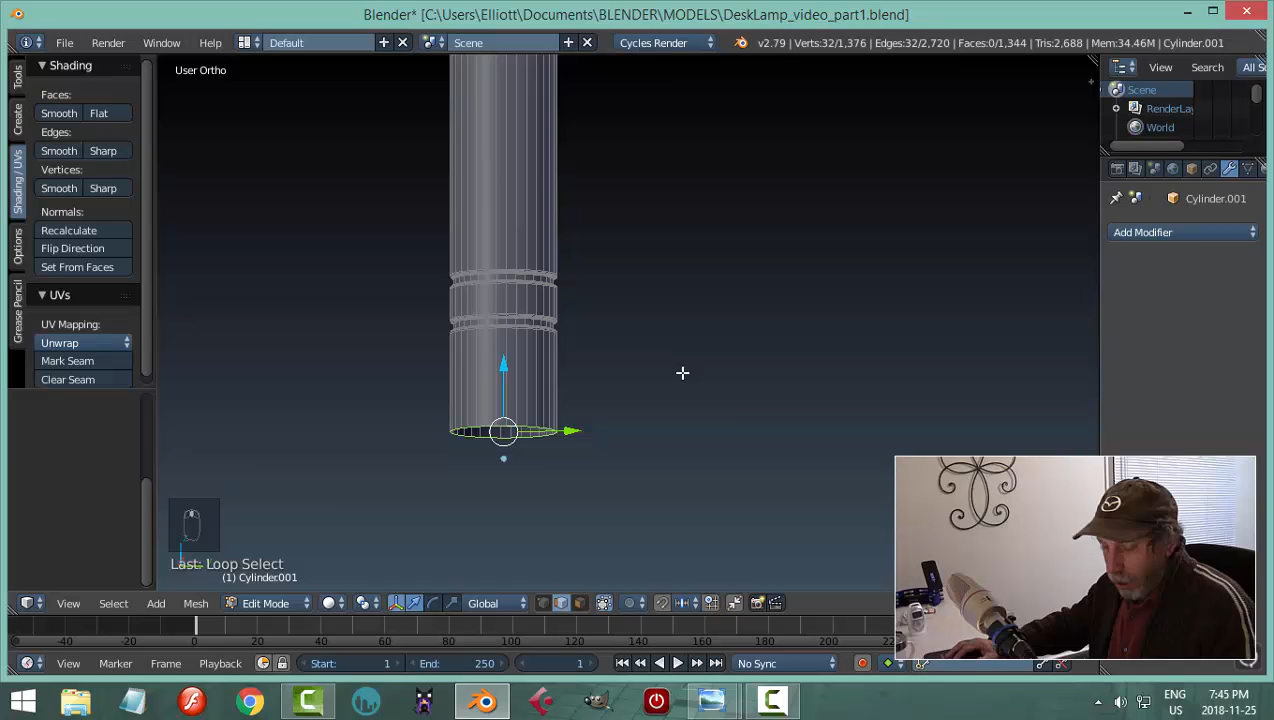 Blender* [C:\Users\Elliott\Documents\BLENDER\MODELS\DeskLamp_video_part1.blend]
File Render Window Help Default Scene Cycles Render v2.79 | Verts:32/1,376 | Edges:32/2,720 | Faces:0/1,344 | Tris:2,688 | Mem:34.46M | Cylinder.001
Shading
User Ortho
View Search All S
Scene
RenderLay
World
Tools
Create
Shading / UVs
Options
Grease Pencil
Faces:
Smooth Flat
Edges:
Smooth Sharp
Vertices:
Smooth Sharp
Normals:
Recalculate
Flip Direction
Set From Faces
UVs
UV Mapping:
Unwrap
Mark Seam
Clear Seam
Cylinder.001
Add Modifier
Last: Loop Select
(1) Cylinder.001
View Select Add Mesh Edit Mode Global
-40 -20 0 20 40 60 80 100 120 140 160 180 200
View Marker Frame Playback Start: 1 End: 250 1 No Sync
ENG 7:45 PM
US 2018-11-25